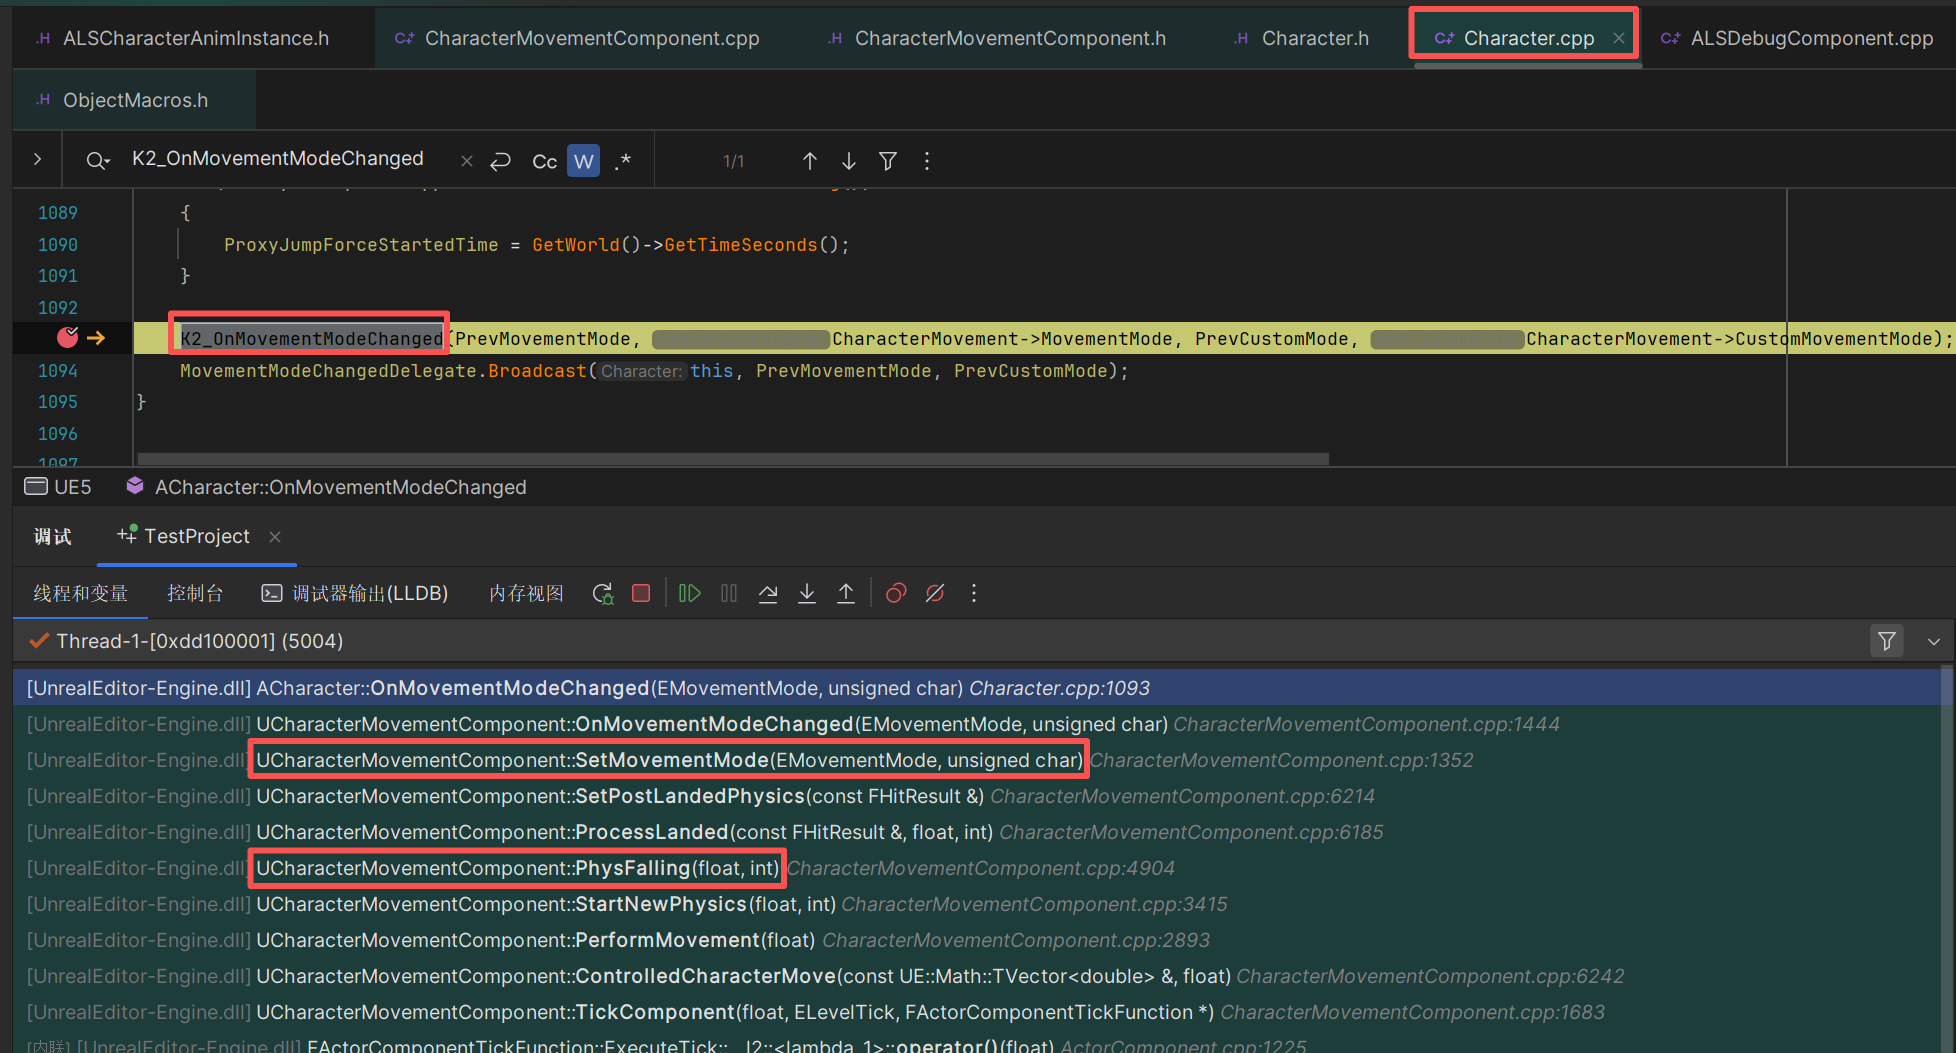 .H ALSCharacterAnimInstance.h C++ CharacterMovementComponent.cpp .H CharacterMovementComponent.h .H Character.h C++ Character.cpp × C++ ALSDebugComponent.cpp
.H ObjectMacros.h
K2_OnMovementModeChanged × Cc W .* 1/1
1089 {
1090 ProxyJumpForceStartedTime = GetWorld()->GetTimeSeconds();
1091 }
1092
K2_OnMovementModeChanged(PrevMovementMode, CharacterMovement->MovementMode, PrevCustomMode, CharacterMovement->CustomMovementMode);
1094 MovementModeChangedDelegate.Broadcast(Character: this, PrevMovementMode, PrevCustomMode);
1095 }
1096
1097
UE5 ACharacter::OnMovementModeChanged
调试 TestProject ×
线程和变量 控制台 调试器输出(LLDB) 内存视图
Thread-1-[0xdd100001] (5004)
[UnrealEditor-Engine.dll] ACharacter::OnMovementModeChanged(EMovementMode, unsigned char) Character.cpp:1093
[UnrealEditor-Engine.dll] UCharacterMovementComponent::OnMovementModeChanged(EMovementMode, unsigned char) CharacterMovementComponent.cpp:1444
[UnrealEditor-Engine.dll] UCharacterMovementComponent::SetMovementMode(EMovementMode, unsigned char) CharacterMovementComponent.cpp:1352
[UnrealEditor-Engine.dll] UCharacterMovementComponent::SetPostLandedPhysics(const FHitResult &) CharacterMovementComponent.cpp:6214
[UnrealEditor-Engine.dll] UCharacterMovementComponent::ProcessLanded(const FHitResult &, float, int) CharacterMovementComponent.cpp:6185
[UnrealEditor-Engine.dll] UCharacterMovementComponent::PhysFalling(float, int) CharacterMovementComponent.cpp:4904
[UnrealEditor-Engine.dll] UCharacterMovementComponent::StartNewPhysics(float, int) CharacterMovementComponent.cpp:3415
[UnrealEditor-Engine.dll] UCharacterMovementComponent::PerformMovement(float) CharacterMovementComponent.cpp:2893
[UnrealEditor-Engine.dll] UCharacterMovementComponent::ControlledCharacterMove(const UE::Math::TVector<double> &, float) CharacterMovementComponent.cpp:6242
[UnrealEditor-Engine.dll] UCharacterMovementComponent::TickComponent(float, ELevelTick, FActorComponentTickFunction *) CharacterMovementComponent.cpp:1683
[内联] [UnrealEditor-Engine.dll] FActorComponentTickFunction::ExecuteTick::__l2::<lambda_1>::operator()(float) ActorComponent.cpp:1225